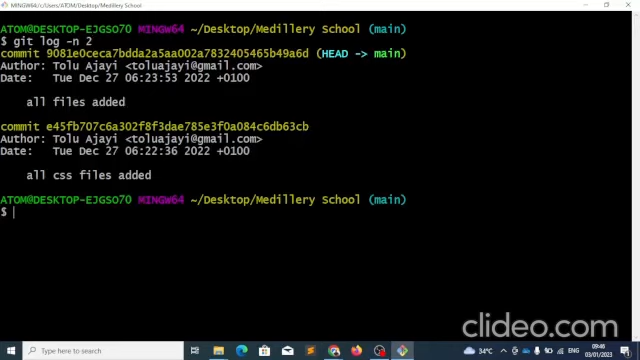 MINGW64:/c/Users/ATOM/Desktop/Medillery School
ATOM@DESKTOP-EJGSO70 MINGW64 ~/Desktop/Medillery School (main)
$ git log -n 2
commit 9081e0ceca7bdda2a5aa002a7832405465b49a6d (HEAD -> main)
Author: Tolu Ajayi <toluajayi@gmail.com>
Date:   Tue Dec 27 06:23:53 2022 +0100
all files added
commit e45fb707c6a302f8f3dae785e3f0a084c6db63cb
Author: Tolu Ajayi <toluajayi@gmail.com>
Date:   Tue Dec 27 06:22:36 2022 +0100
all css files added
ATOM@DESKTOP-EJGSO70 MINGW64 ~/Desktop/Medillery School (main)
$
clideo.com
34°C
ENG
09:46
03/01/2023